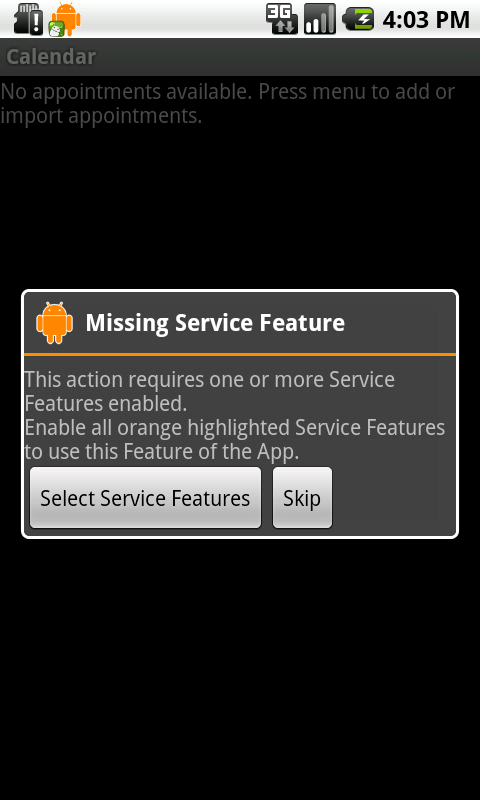 3G 4:03 PM
Calendar
No appointments available. Press menu to add or
import appointments.
Missing Service Feature
This action requires one or more Service
Features enabled.
Enable all orange highlighted Service Features
to use this Feature of the App.
Select Service Features Skip